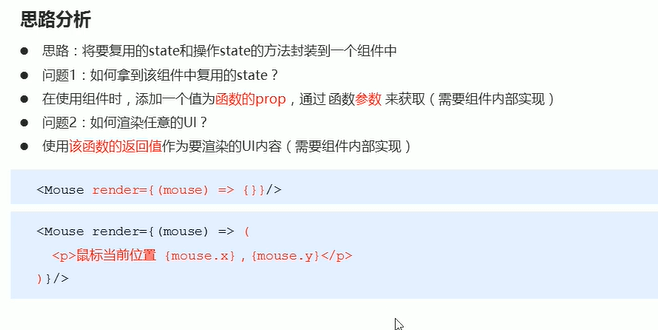 思路分析
● 思路：将要复用的state和操作state的方法封装到一个组件中
● 问题1：如何拿到该组件中复用的state？
● 在使用组件时，添加一个值为函数的prop，通过 函数参数 来获取（需要组件内部实现）
● 问题2：如何渲染任意的UI？
● 使用该函数的返回值作为要渲染的UI内容（需要组件内部实现）
<Mouse render={(mouse) => {}}/>
<Mouse render={(mouse) => (
<p>鼠标当前位置 {mouse.x}，{mouse.y}</p>
)}/>